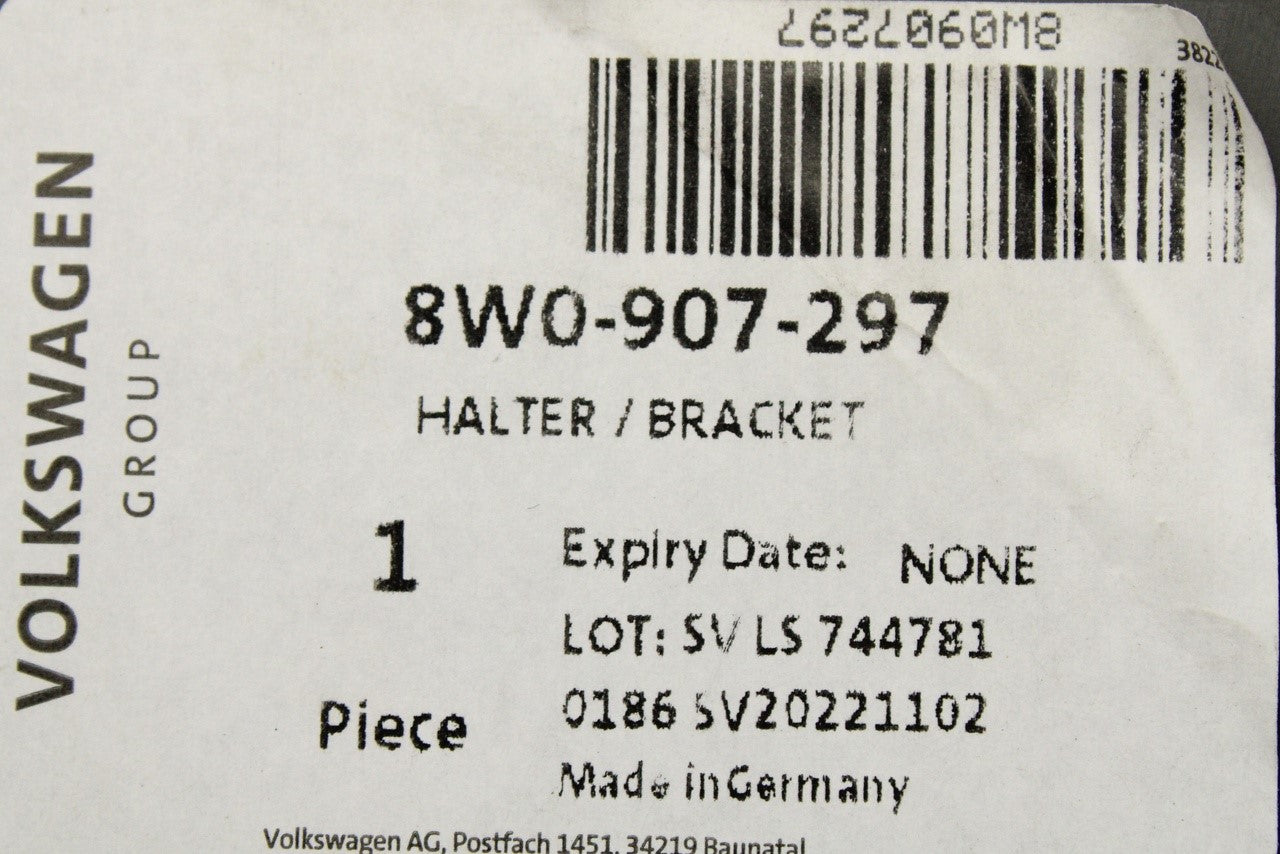 8W0907297
3822
8W0-907-297
HALTER / BRACKET
1
Piece
Expiry Date: NONE
LOT: SV LS 744781
0186 SV20221102
Made in Germany
Volkswagen AG, Postfach 1451, 34219 Baunatal
VOLKSWAGEN
GROUP